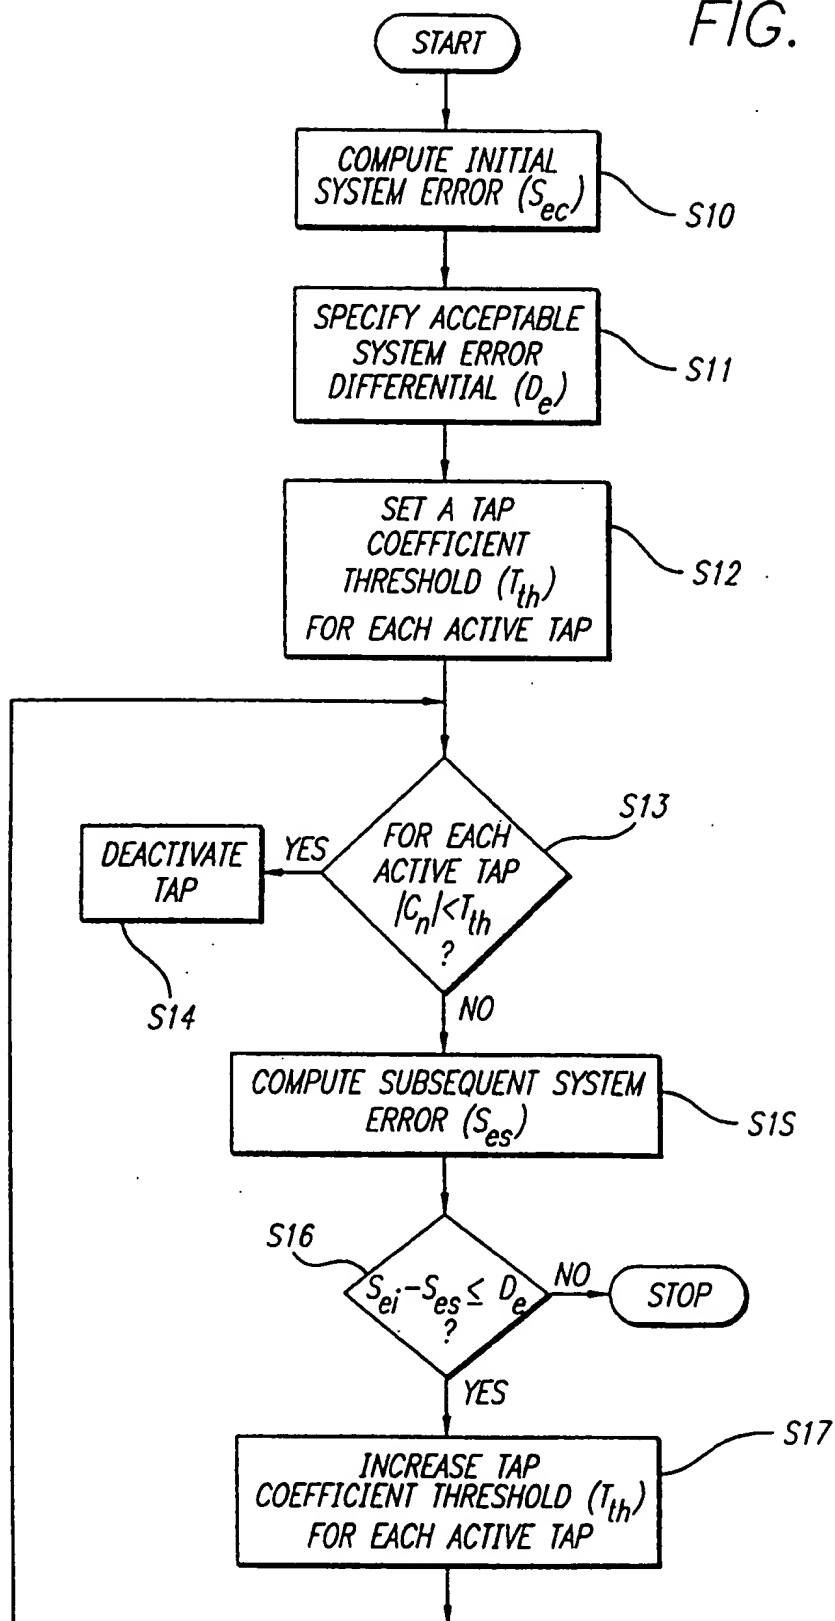 FIG.
START
COMPUTE INITIAL
SYSTEM ERROR (Sec)
S10
SPECIFY ACCEPTABLE
SYSTEM ERROR
DIFFERENTIAL (De)
S11
SET A TAP
COEFFICIENT
THRESHOLD (Tth)
FOR EACH ACTIVE TAP
S12
S13
FOR EACH
ACTIVE TAP
|Cn|<Tth
?
YES
DEACTIVATE
TAP
S14
NO
COMPUTE SUBSEQUENT SYSTEM
ERROR (Ses)
S1S
S16
Sei-Ses≤ De
?
NO
STOP
YES
INCREASE TAP
COEFFICIENT THRESHOLD (Tth)
FOR EACH ACTIVE TAP
S17